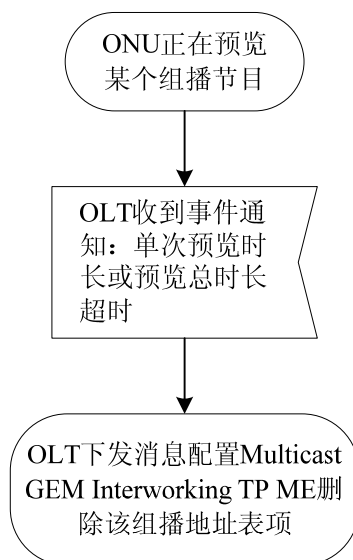 ONU正在预览
某个组播节目
OLT收到事件通
知：单次预览时
长或预览总时长
超时
OLT下发消息配置Multicast
GEM Interworking TP ME删
除该组播地址表项